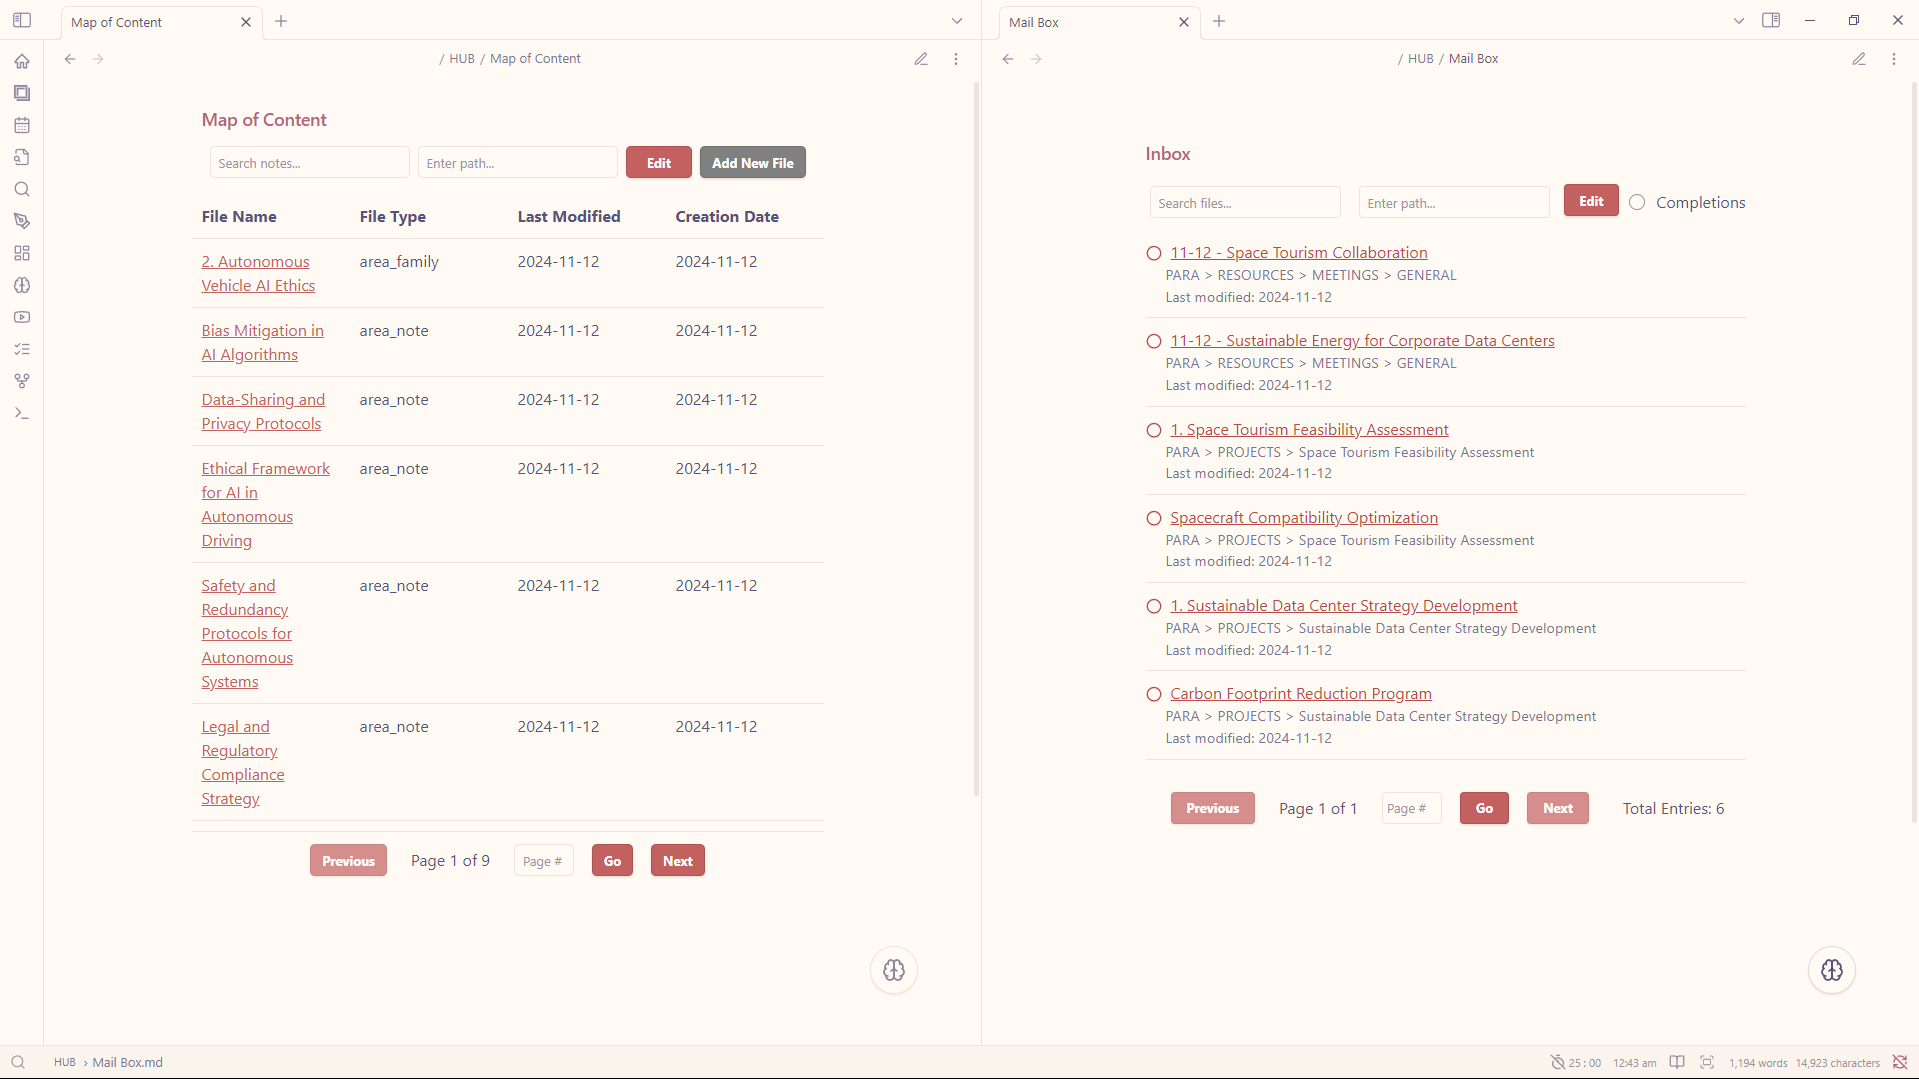 Map of Content
Mail Box
/ HUB / Map of Content
/ HUB / Mail Box
Map of Content
Search notes...
Enter path...
Edit
Add New File
File Name File Type Last Modified Creation Date
2. Autonomous
Vehicle AI Ethics
area_family
2024-11-12
2024-11-12
Bias Mitigation in
AI Algorithms
area_note
2024-11-12
2024-11-12
Data-Sharing and
Privacy Protocols
area_note
2024-11-12
2024-11-12
Ethical Framework
for AI in
Autonomous
Driving
area_note
2024-11-12
2024-11-12
Safety and
Redundancy
Protocols for
Autonomous
Systems
area_note
2024-11-12
2024-11-12
Legal and
Regulatory
Compliance
Strategy
area_note
2024-11-12
2024-11-12
Previous
Page 1 of 9
Page #
Go
Next
Inbox
Search files...
Enter path...
Edit
Completions
11-12 - Space Tourism Collaboration
PARA > RESOURCES > MEETINGS > GENERAL
Last modified: 2024-11-12
11-12 - Sustainable Energy for Corporate Data Centers
PARA > RESOURCES > MEETINGS > GENERAL
Last modified: 2024-11-12
1. Space Tourism Feasibility Assessment
PARA > PROJECTS > Space Tourism Feasibility Assessment
Last modified: 2024-11-12
Spacecraft Compatibility Optimization
PARA > PROJECTS > Space Tourism Feasibility Assessment
Last modified: 2024-11-12
1. Sustainable Data Center Strategy Development
PARA > PROJECTS > Sustainable Data Center Strategy Development
Last modified: 2024-11-12
Carbon Footprint Reduction Program
PARA > PROJECTS > Sustainable Data Center Strategy Development
Last modified: 2024-11-12
Previous
Page 1 of 1
Page #
Go
Next
Total Entries: 6
HUB › Mail Box.md
25 : 00
12:43 am
1,194 words
14,923 characters